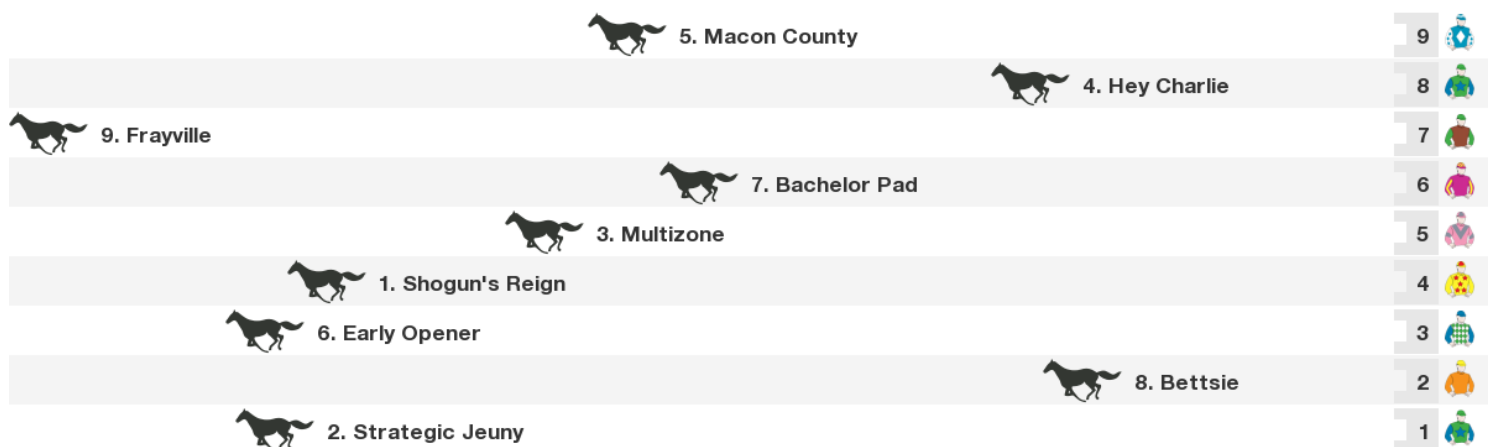 5. Macon County 9
4. Hey Charlie 8
9. Frayville 7
7. Bachelor Pad 6
3. Multizone 5
1. Shogun's Reign 4
6. Early Opener 3
8. Bettsie 2
2. Strategic Jeuny 1